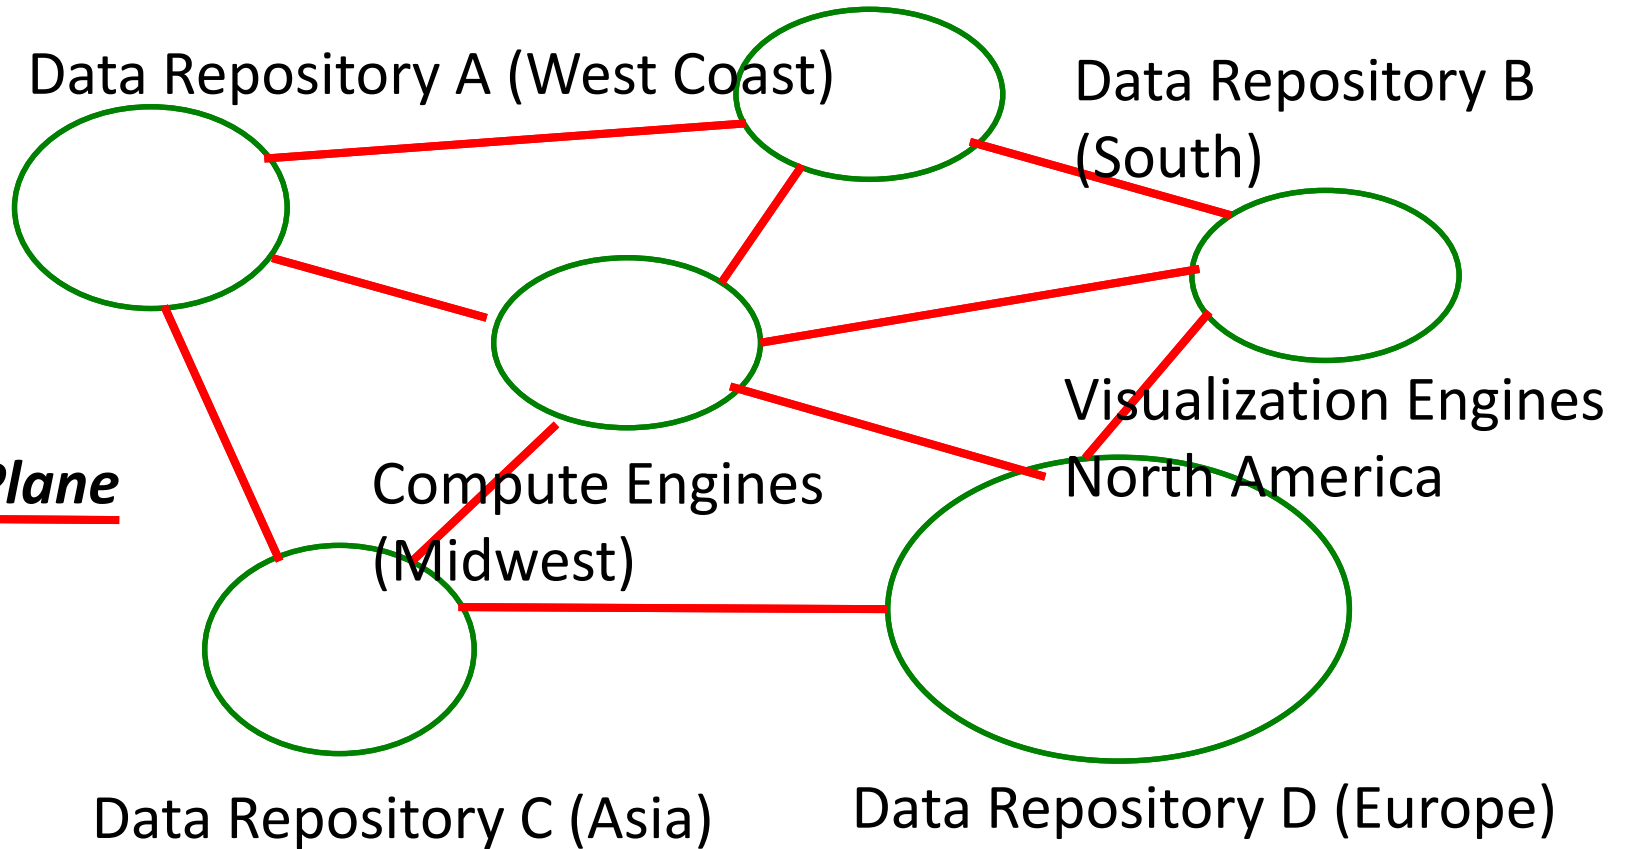 Data Repository A (West Coast)
Data Repository B
(South)
Visualization Engines
North America
Plane
Compute Engines
(Midwest)
Data Repository C (Asia)
Data Repository D (Europe)